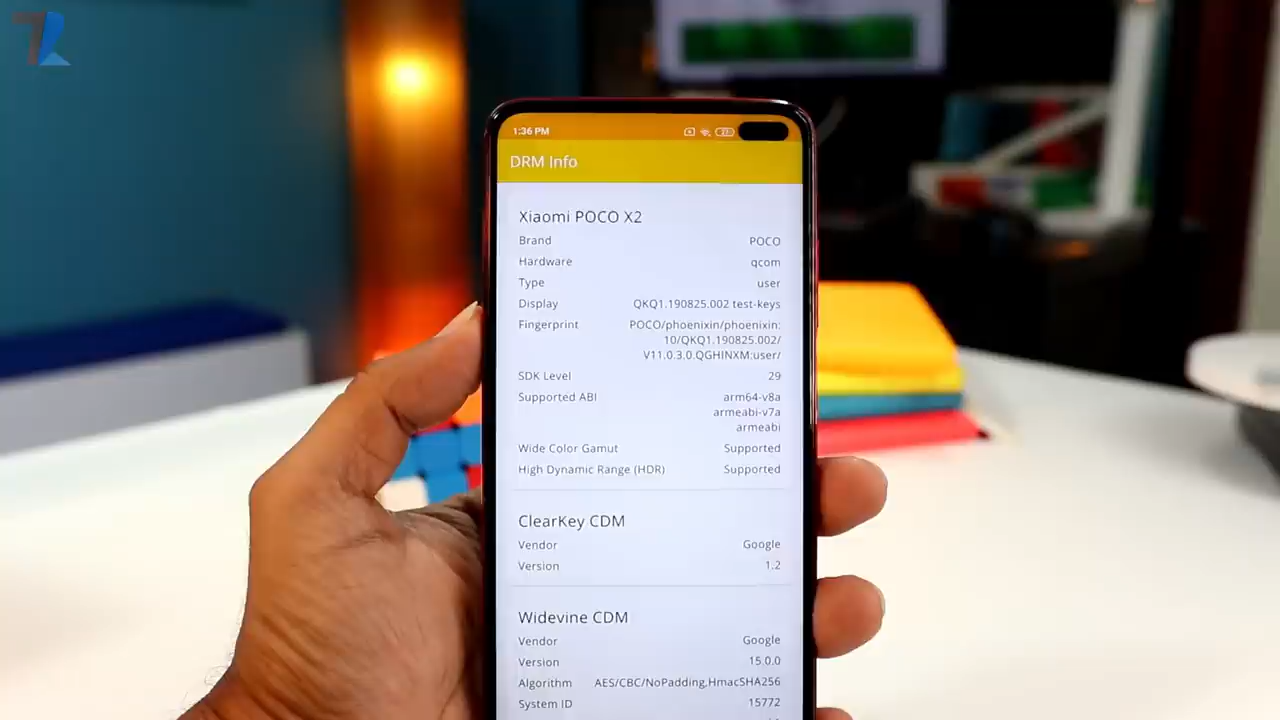 1:36 PM
27
DRM Info
Xiaomi POCO X2
Brand POCO
Hardware qcom
Type user
Display QKQ1.190825.002 test-keys
Fingerprint POCO/phoenixin/phoenixin:
10/QKQ1.190825.002/
V11.0.3.0.QGHINXM:user/
SDK Level 29
Supported ABI arm64-v8a
armeabi-v7a
armeabi
Wide Color Gamut Supported
High Dynamic Range (HDR) Supported
ClearKey CDM
Vendor Google
Version 1.2
Widevine CDM
Vendor Google
Version 15.0.0
Algorithm AES/CBC/NoPadding,HmacSHA256
System ID 15772